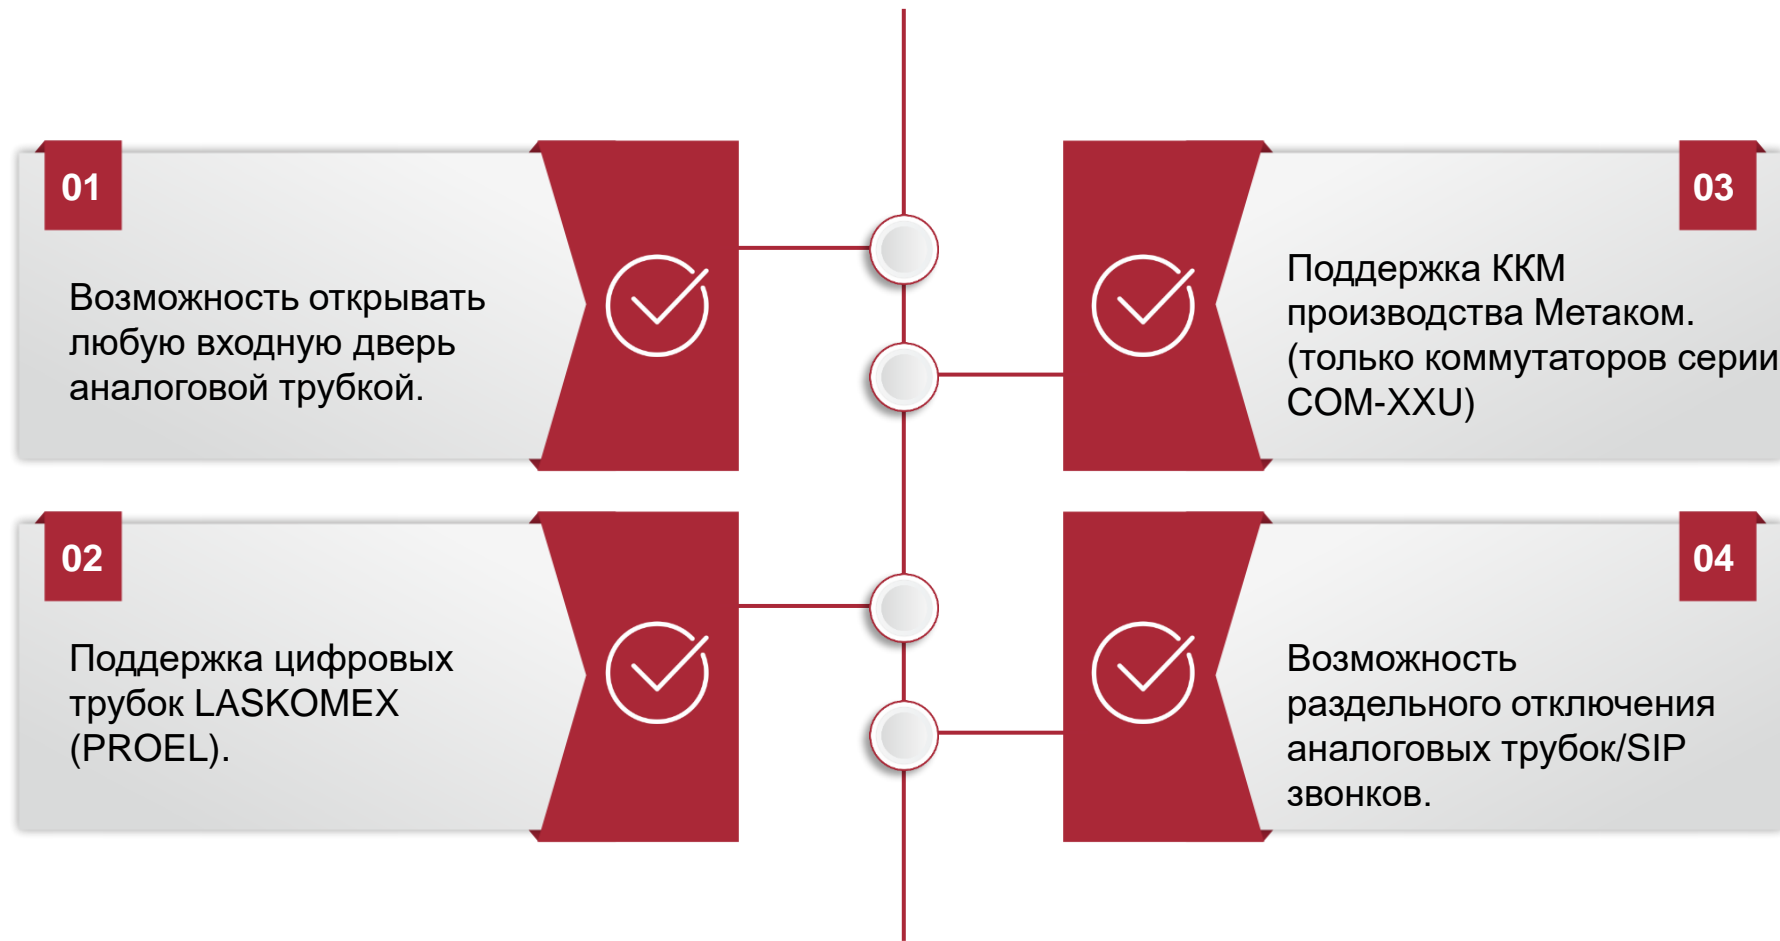 01
Возможность открывать
любую входную дверь
аналоговой трубкой.
02
Поддержка цифровых
трубок LASKOMEX
(PROEL).
03
Поддержка ККМ
производства Метаком.
(только коммутаторов серии
COM-XXU)
04
Возможность
раздельного отключения
аналоговых трубок/SIP
звонков.